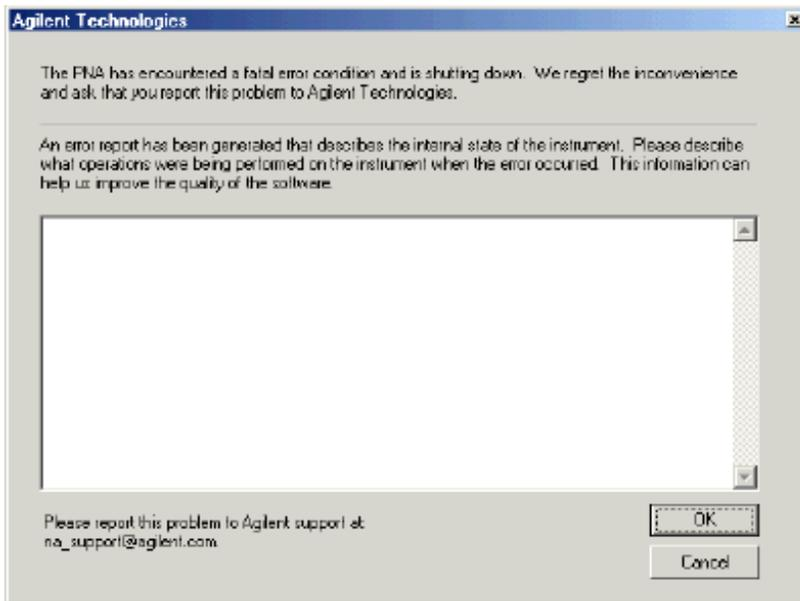 Agilent Technologies
The PNA has encountered a fatal error condition and is shutting down. We regret the inconvenience
and ask that you report this problem to Agilent Technologies.
An error report has been generated that describes the internal state of the instrument. Please describe
what operations were being performed on the instrument when the error occurred. This information can
help us improve the quality of the software.
Please report this problem to Agilent support at:
na_support@agilent.com
OK
Cancel